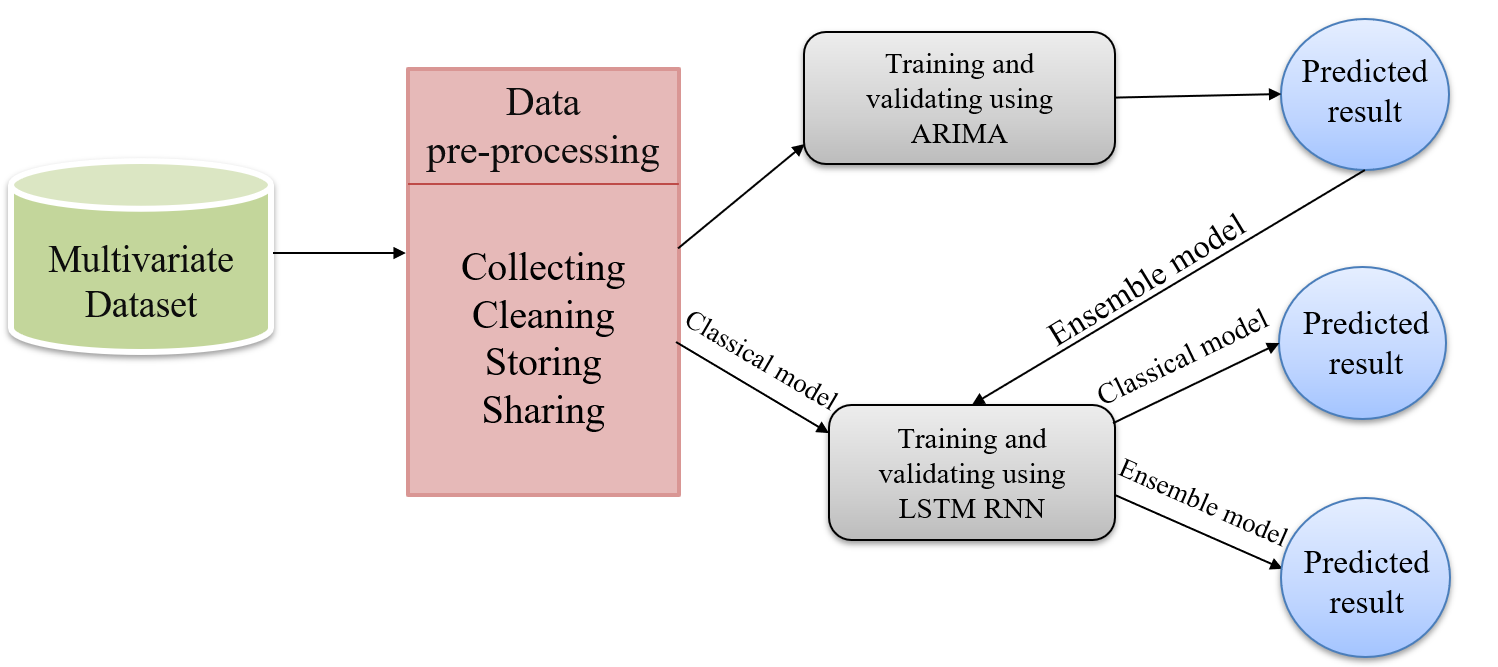 Multivariate
Dataset
Data
pre-processing
Collecting
Cleaning
Storing
Sharing
Training and
validating using
ARIMA
Predicted
result
Ensemble model
Classical model
Training and
validating using
LSTM RNN
Classical model
Predicted
result
Ensemble model
Predicted
result